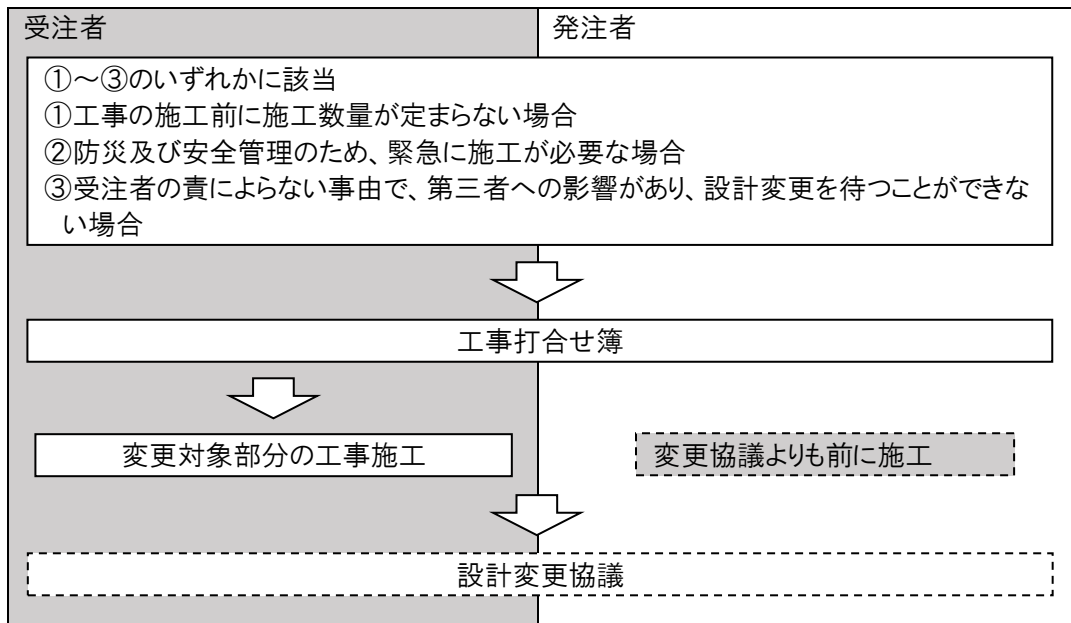 受注者
発注者
①～③のいずれかに該当
①工事の施工前に施工数量が定まらない場合
②防災及び安全管理のため、緊急に施工が必要な場合
③受注者の責によらない事由で、第三者への影響があり、設計変更を待つことができな
い場合
工事打合せ簿
変更対象部分の工事施工
変更協議よりも前に施工
設計変更協議